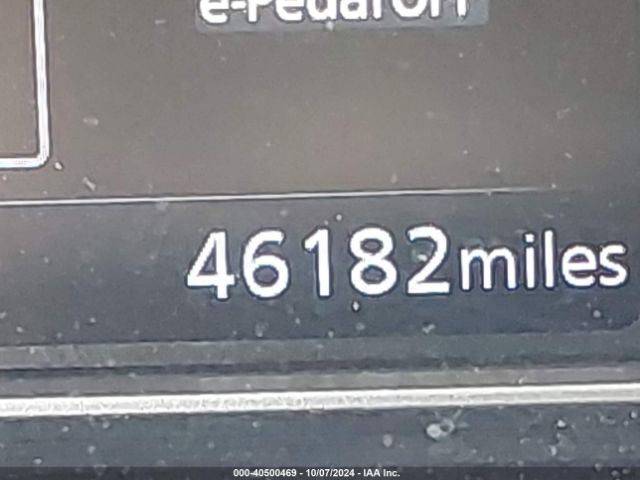 e-Pedal OFF
46182miles
000-40500469 - 10/07/2024 - IAA Inc.